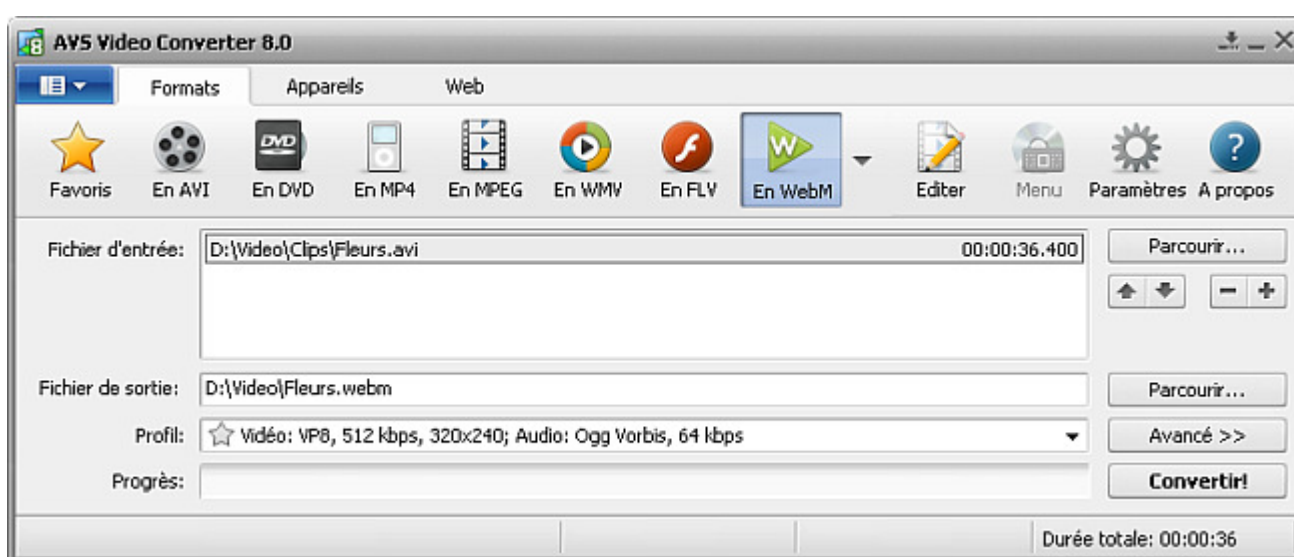 AVS Video Converter 8.0
Formats Appareils Web
Favoris En AVI En DVD En MP4 En MPEG En WMV En FLV En WebM Editer Menu Paramètres A propos
Fichier d'entrée: D:\Video\Clips\Fleurs.avi 00:00:36.400 Parcourir...
Fichier de sortie: D:\Video\Fleurs.webm Parcourir...
Profil: Vidéo: VP8, 512 kbps, 320x240; Audio: Ogg Vorbis, 64 kbps Avancé >>
Progrès: Convertir!
Durée totale: 00:00:36